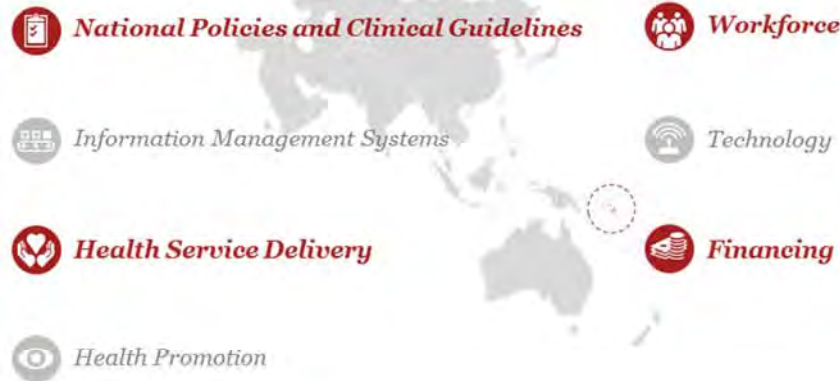 National Policies and Clinical Guidelines
Workforce
Information Management Systems
Technology
Health Service Delivery
Financing
Health Promotion